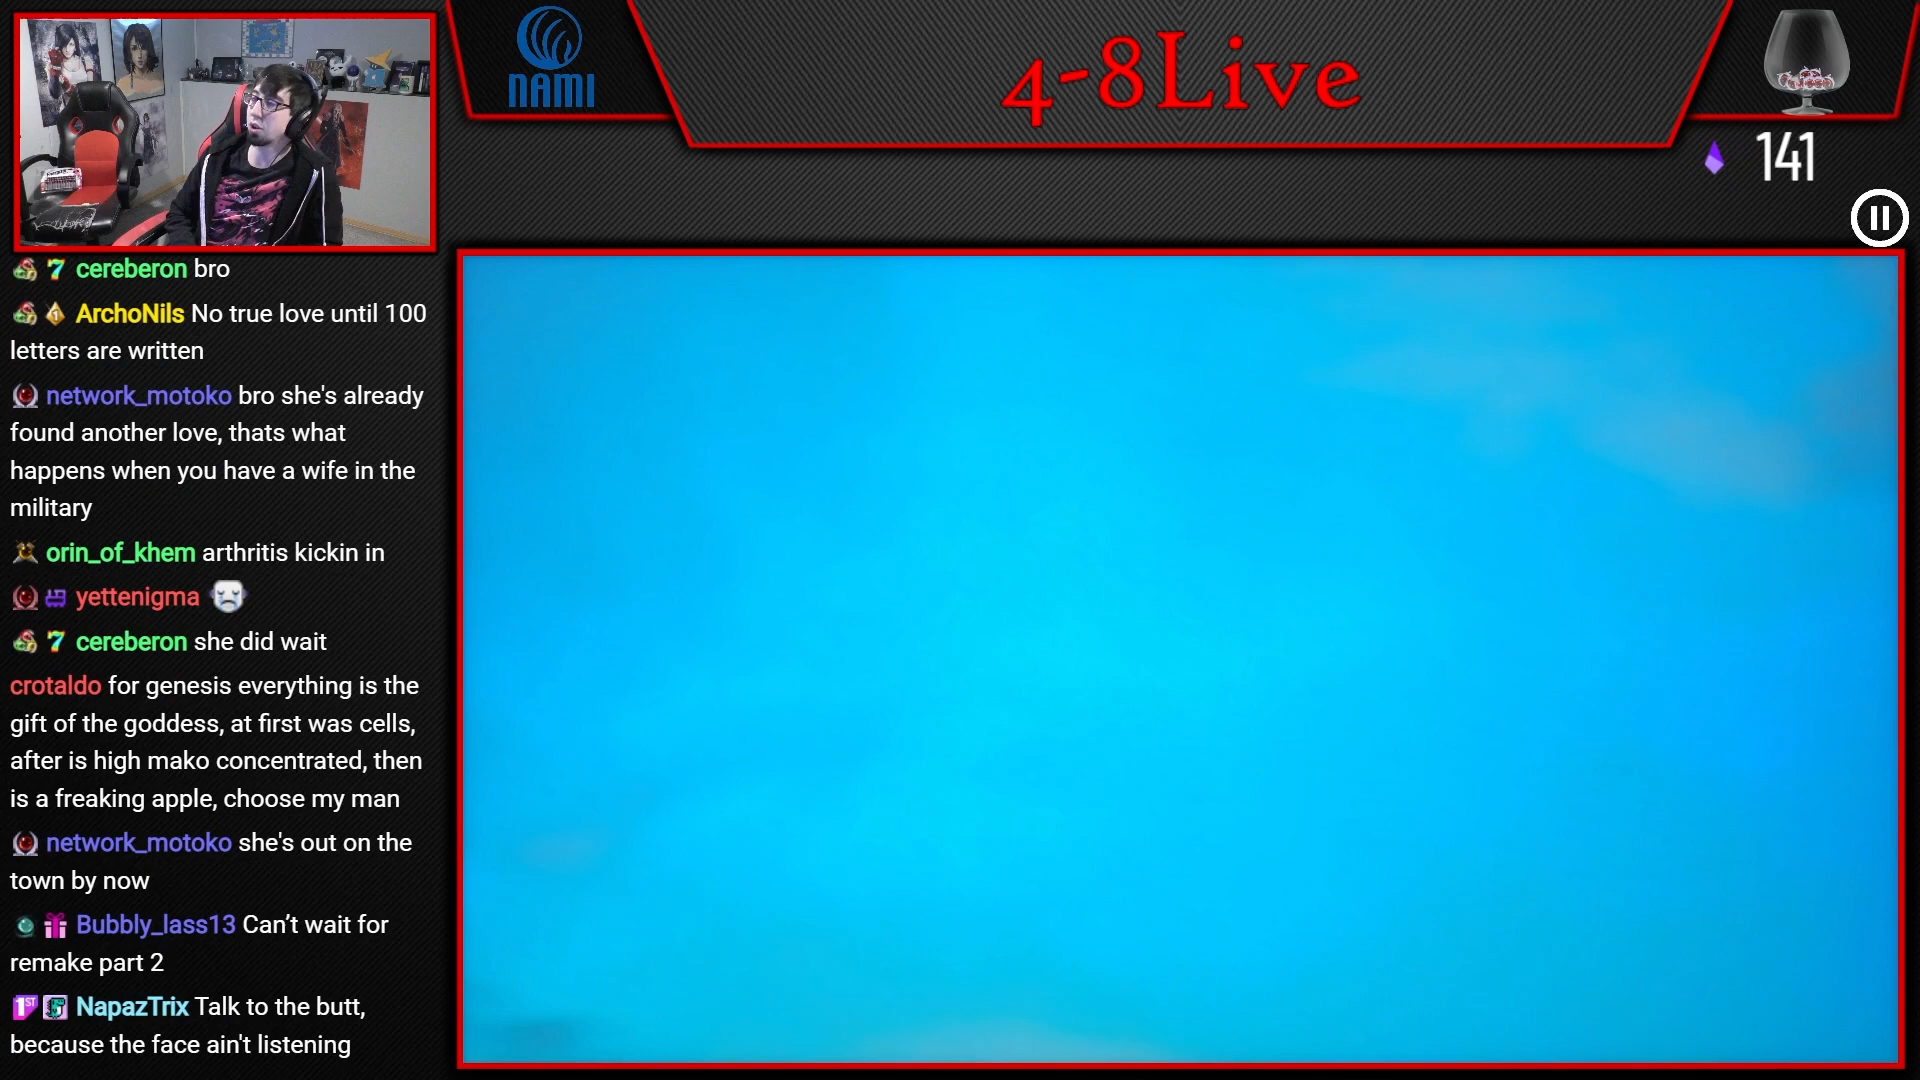 NAMI
4-8Live
141
cereberon bro
ArchoNils No true love until 100
letters are written
network_motoko bro she's already
found another love, thats what
happens when you have a wife in the
military
orin_of_khem arthritis kickin in
yettenigma
7 cereberon she did wait
crotaldo for genesis everything is the
gift of the goddess, at first was cells,
after is high mako concentrated, then
is a freaking apple, choose my man
network_motoko she's out on the
town by now
Bubbly_lass13 Can’t wait for
remake part 2
1ST NapazTrix Talk to the butt,
because the face ain't listening